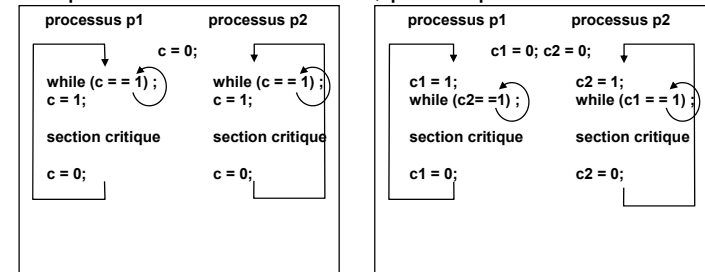 processus p1 processus p2
c = 0;
while (c = = 1) ; while (c = = 1) ;
c = 1; c = 1;
section critique section critique
c = 0; c = 0;
processus p1 processus p2
c1 = 0; c2 = 0;
c1 = 1; c2 = 1;
while (c2= =1) ; while (c1 = = 1) ;
section critique section critique
c1 = 0; c2 = 0;